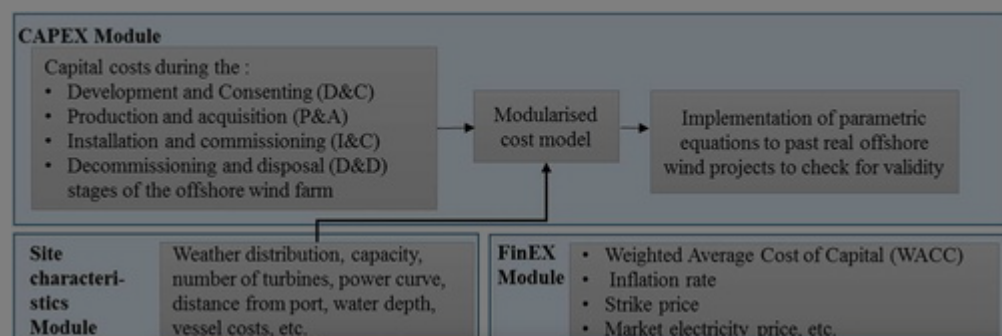 CAPEX Module
Capital costs during the :
• Development and Consenting (D&C)
• Production and acquisition (P&A)
• Installation and commissioning (I&C)
• Decommissioning and disposal (D&D)
stages of the offshore wind farm
Modularised
cost model
Implementation of parametric
equations to past real offshore
wind projects to check for validity
Site
characteri-
stics
Module
Weather distribution, capacity,
number of turbines, power curve,
distance from port, water depth,
vessel costs, etc.
FinEX
Module
• Weighted Average Cost of Capital (WACC)
• Inflation rate
• Strike price
• Market electricity price, etc.